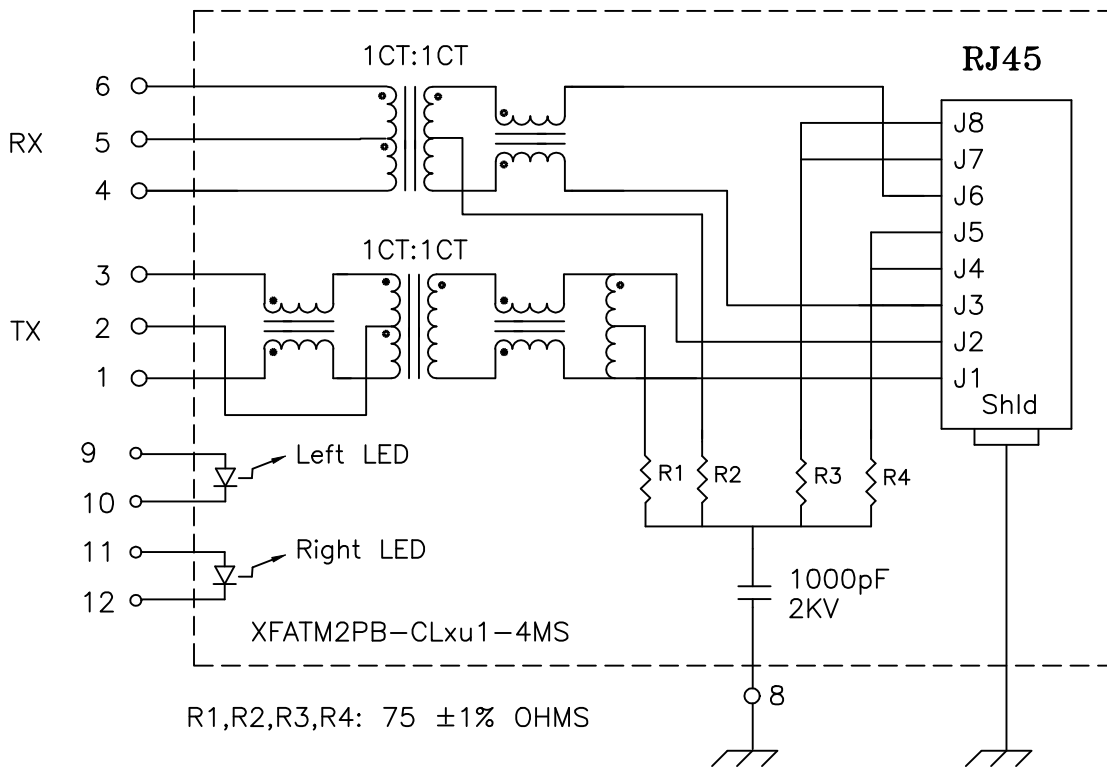 1CT:1CT
RJ45
6
RX
5
4
J8
J7
J6
J5
J4
J3
J2
J1
Shld
1CT:1CT
3
TX
2
1
9
Left LED
10
R1
R2
R3
R4
11
Right LED
12
1000pF
2KV
XFATM2PB-CLxu1-4MS
8
R1,R2,R3,R4: 75 ±1% OHMS